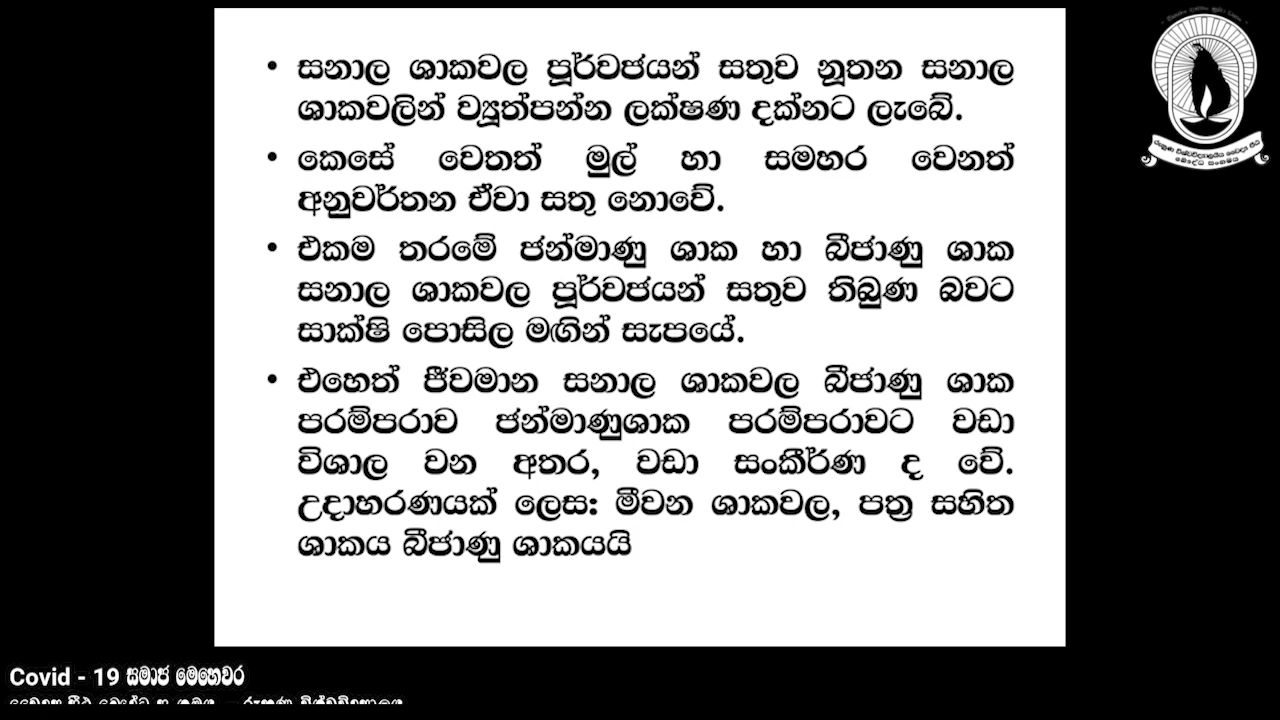 • සනාල ශාකවල පූර්වජයන් සතුව නූතන සනාල
ශාකවලින් ව්‍යූත්පන්න ලක්ෂණ දක්නට ලැබේ.
• කෙසේ වෙතත් මුල් හා සමහර වෙනත්
අනුවර්තන ඒවා සතු නොවේ.
• එකම තරමේ ජන්මාණු ශාක හා බීජාණු ශාක
සනාල ශාකවල පූර්වජයන් සතුව තිබුණ බවට
සාක්ෂි පොසිල මඟින් සැපයේ.
• එහෙත් ජීවමාන සනාල ශාකවල බීජාණු ශාක
පරම්පරාව ජන්මාණුශාක පරම්පරාවට වඩා
විශාල වන අතර, වඩා සංකීර්ණ ද වේ.
උදාහරණයක් ලෙස: මීවන ශාකවල, පත්‍ර සහිත
ශාකය බීජාණු ශාකයයි
Covid - 19 සමාජ මෙහෙවර